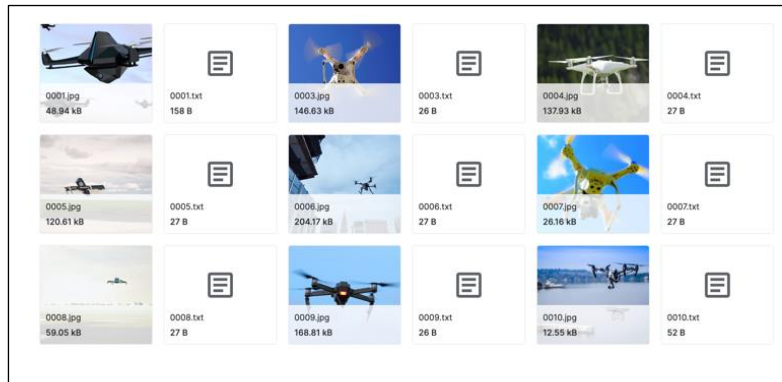 0001.jpg
48.94 kB
0001.txt
158 B
0003.jpg
146.63 kB
0003.txt
26 B
0004.jpg
137.93 kB
0004.txt
27 B
0005.jpg
120.61 kB
0005.txt
27 B
0006.jpg
204.17 kB
0006.txt
27 B
0007.jpg
26.16 kB
0007.txt
27 B
0008.jpg
59.05 kB
0008.txt
27 B
0009.jpg
168.81 kB
0009.txt
26 B
0010.jpg
12.55 kB
0010.txt
52 B